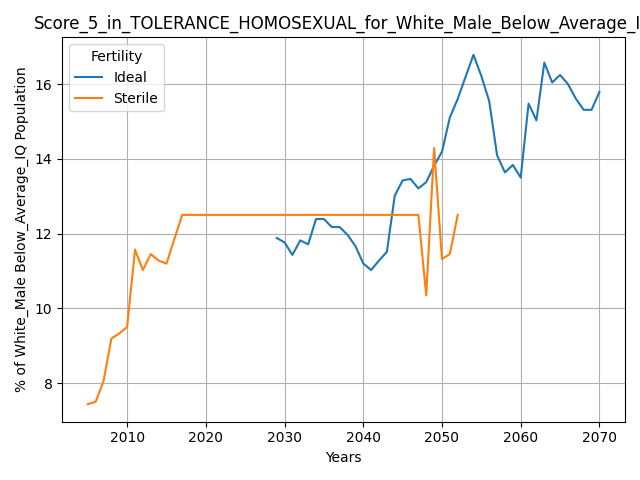 Score_5_in_TOLERANCE_HOMOSEXUAL_for_White_Male_Below_Average_I
Fertility
Ideal
Sterile
% of White_Male Below_Average_IQ Population
16
14
12
10
8
2010 2020 2030 2040 2050 2060 2070
Years